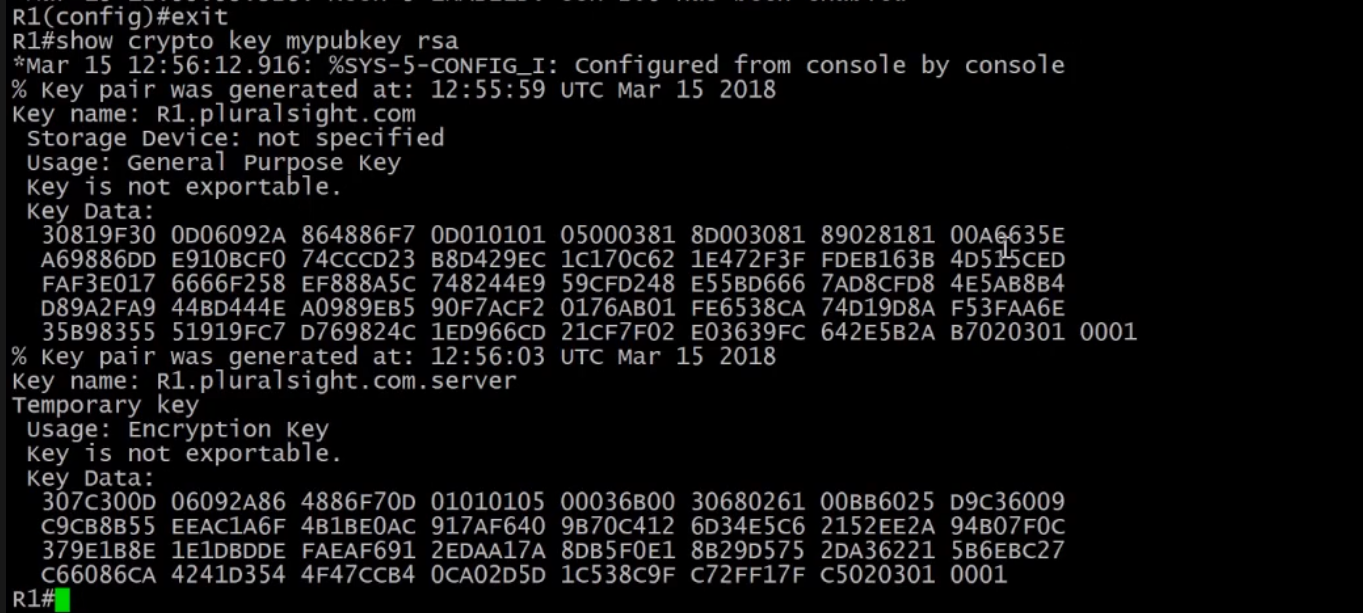 R1(config)#exit
R1#show crypto key mypubkey rsa
*Mar 15 12:56:12.916: %SYS-5-CONFIG_I: Configured from console by console
% Key pair was generated at: 12:55:59 UTC Mar 15 2018
Key name: R1.pluralsight.com
Storage Device: not specified
Usage: General Purpose Key
Key is not exportable.
Key Data:
30819F30 0D06092A 864886F7 0D010101 05000381 8D003081 89028181 00A6635E
A69886DD E910BCF0 74CCCD23 B8D429EC 1C170C62 1E472F3F FDEB163B 4D515CED
FAF3E017 6666F258 EF888A5C 748244E9 59CFD248 E55BD666 7AD8CFD8 4E5AB8B4
D89A2FA9 44BD444E A0989EB5 90F7ACF2 0176AB01 FE6538CA 74D19D8A F53FAA6E
35B98355 51919FC7 D769824C 1ED966CD 21CF7F02 E03639FC 642E5B2A B7020301 0001
% Key pair was generated at: 12:56:03 UTC Mar 15 2018
Key name: R1.pluralsight.com.server
Temporary key
Usage: Encryption Key
Key is not exportable.
Key Data:
307C300D 06092A86 4886F70D 01010105 00036B00 30680261 00BB6025 D9C36009
C9CB8B55 EEAC1A6F 4B1BE0AC 917AF640 9B70C412 6D34E5C6 2152EE2A 94B07F0C
379E1B8E 1E1DBDDE FAEAF691 2EDAA17A 8DB5F0E1 8B29D575 2DA36221 5B6EBC27
C66086CA 4241D354 4F47CCB4 0CA02D5D 1C538C9F C72FF17F C5020301 0001
R1#